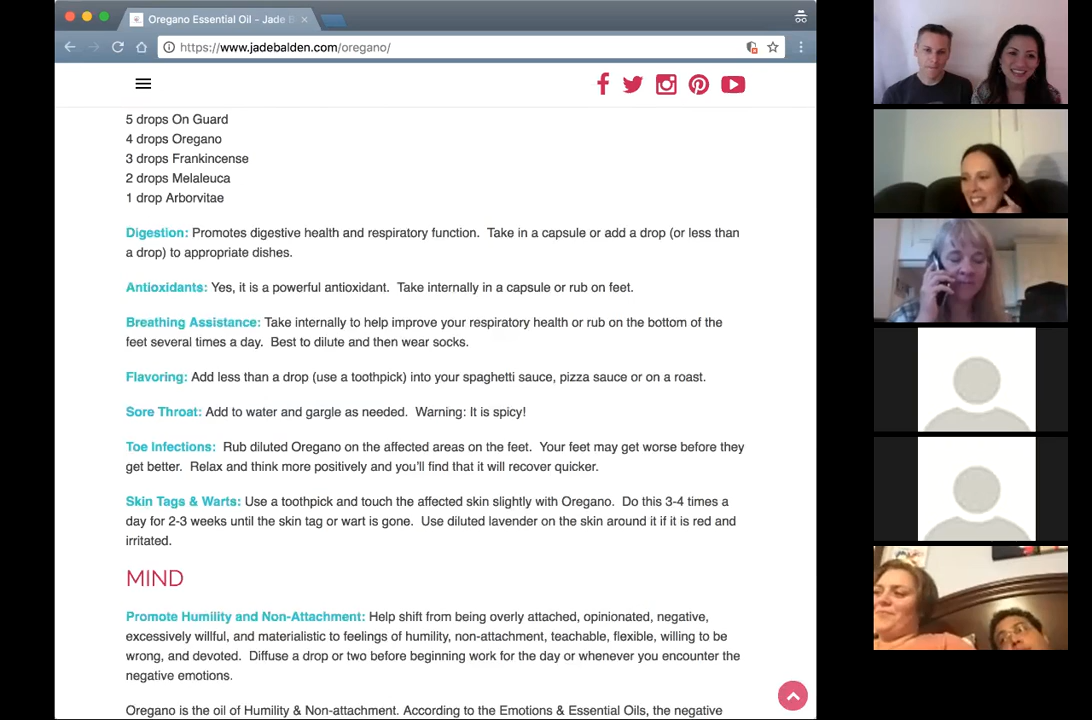 Oregano Essential Oil – Jade B
https://www.jadebalden.com/oregano/
5 drops On Guard
4 drops Oregano
3 drops Frankincense
2 drops Melaleuca
1 drop Arborvitae
Digestion: Promotes digestive health and respiratory function.  Take in a capsule or add a drop (or less than
a drop) to appropriate dishes.
Antioxidants: Yes, it is a powerful antioxidant.  Take internally in a capsule or rub on feet.
Breathing Assistance: Take internally to help improve your respiratory health or rub on the bottom of the
feet several times a day.  Best to dilute and then wear socks.
Flavoring: Add less than a drop (use a toothpick) into your spaghetti sauce, pizza sauce or on a roast.
Sore Throat: Add to water and gargle as needed.  Warning: It is spicy!
Toe Infections:  Rub diluted Oregano on the affected areas on the feet.  Your feet may get worse before they
get better.  Relax and think more positively and you'll find that it will recover quicker.
Skin Tags & Warts: Use a toothpick and touch the affected skin slightly with Oregano.  Do this 3-4 times a
day for 2-3 weeks until the skin tag or wart is gone.  Use diluted lavender on the skin around it if it is red and
irritated.
MIND
Promote Humility and Non-Attachment: Help shift from being overly attached, opinionated, negative,
excessively willful, and materialistic to feelings of humility, non-attachment, teachable, flexible, willing to be
wrong, and devoted.  Diffuse a drop or two before beginning work for the day or whenever you encounter the
negative emotions.
Oregano is the oil of Humility & Non-attachment. According to the Emotions & Essential Oils, the negative